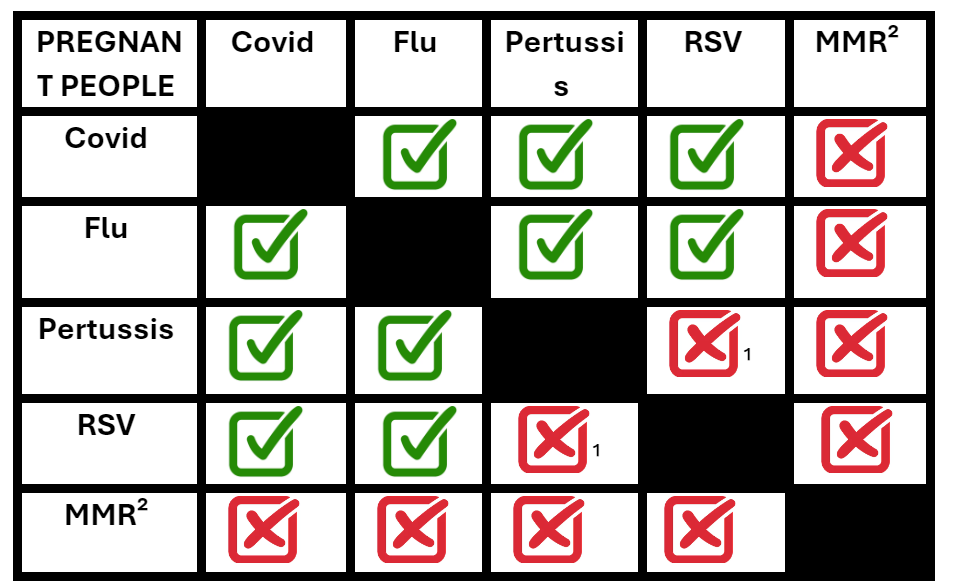 PREGNAN
T PEOPLE
Covid
Flu
Pertussi
s
RSV
MMR²
Covid
Flu
Pertussis
1
RSV
1
MMR²